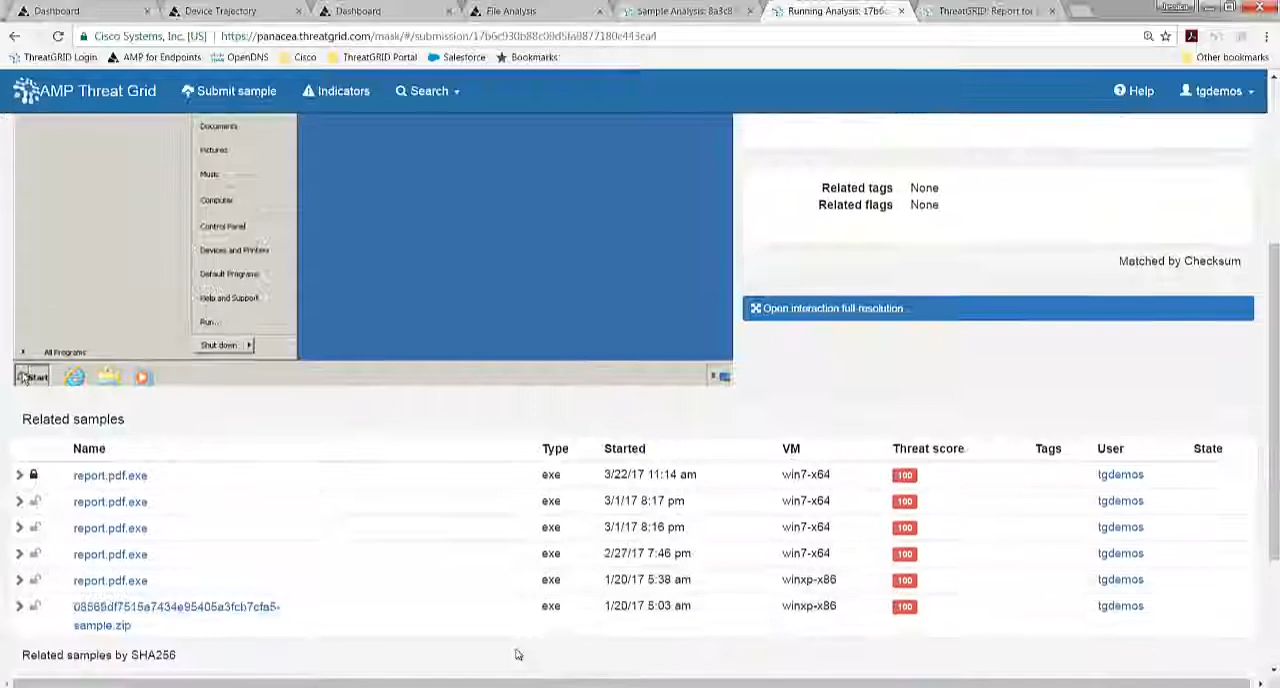 Dashboard Device Trajectory Dashboard File Analysis Sample Analysis: 8a3c8 Running Analysis: 17b6c ThreatGRID: Report for Jessica
Cisco Systems, Inc. [US] https://panacea.threatgrid.com/mask/#/submission/17b6c930b88c09d5fa9877180e443ca4
ThreatGRID Login AMP for Endpoints OpenDNS Cisco ThreatGRID Portal Salesforce Bookmarks Other bookmarks
AMP Threat Grid Submit sample Indicators Search Help tgdemos
Documents
Pictures
Music
Computer
Control Panel
Devices and Printers
Default Programs
Help and Support
Run...
Shut down
All Programs
Start
Related tags None
Related flags None
Matched by Checksum
Open interaction full-resolution
Related samples
Name Type Started VM Threat score Tags User State
report.pdf.exe exe 3/22/17 11:14 am win7-x64 100 tgdemos
report.pdf.exe exe 3/1/17 8:17 pm win7-x64 100 tgdemos
report.pdf.exe exe 3/1/17 8:16 pm win7-x64 100 tgdemos
report.pdf.exe exe 2/27/17 7:46 pm win7-x64 100 tgdemos
report.pdf.exe exe 1/20/17 5:38 am winxp-x86 100 tgdemos
08569df7515a7434e95405a3fcb7cfa5- exe 1/20/17 5:03 am winxp-x86 100 tgdemos
sample.zip
Related samples by SHA256